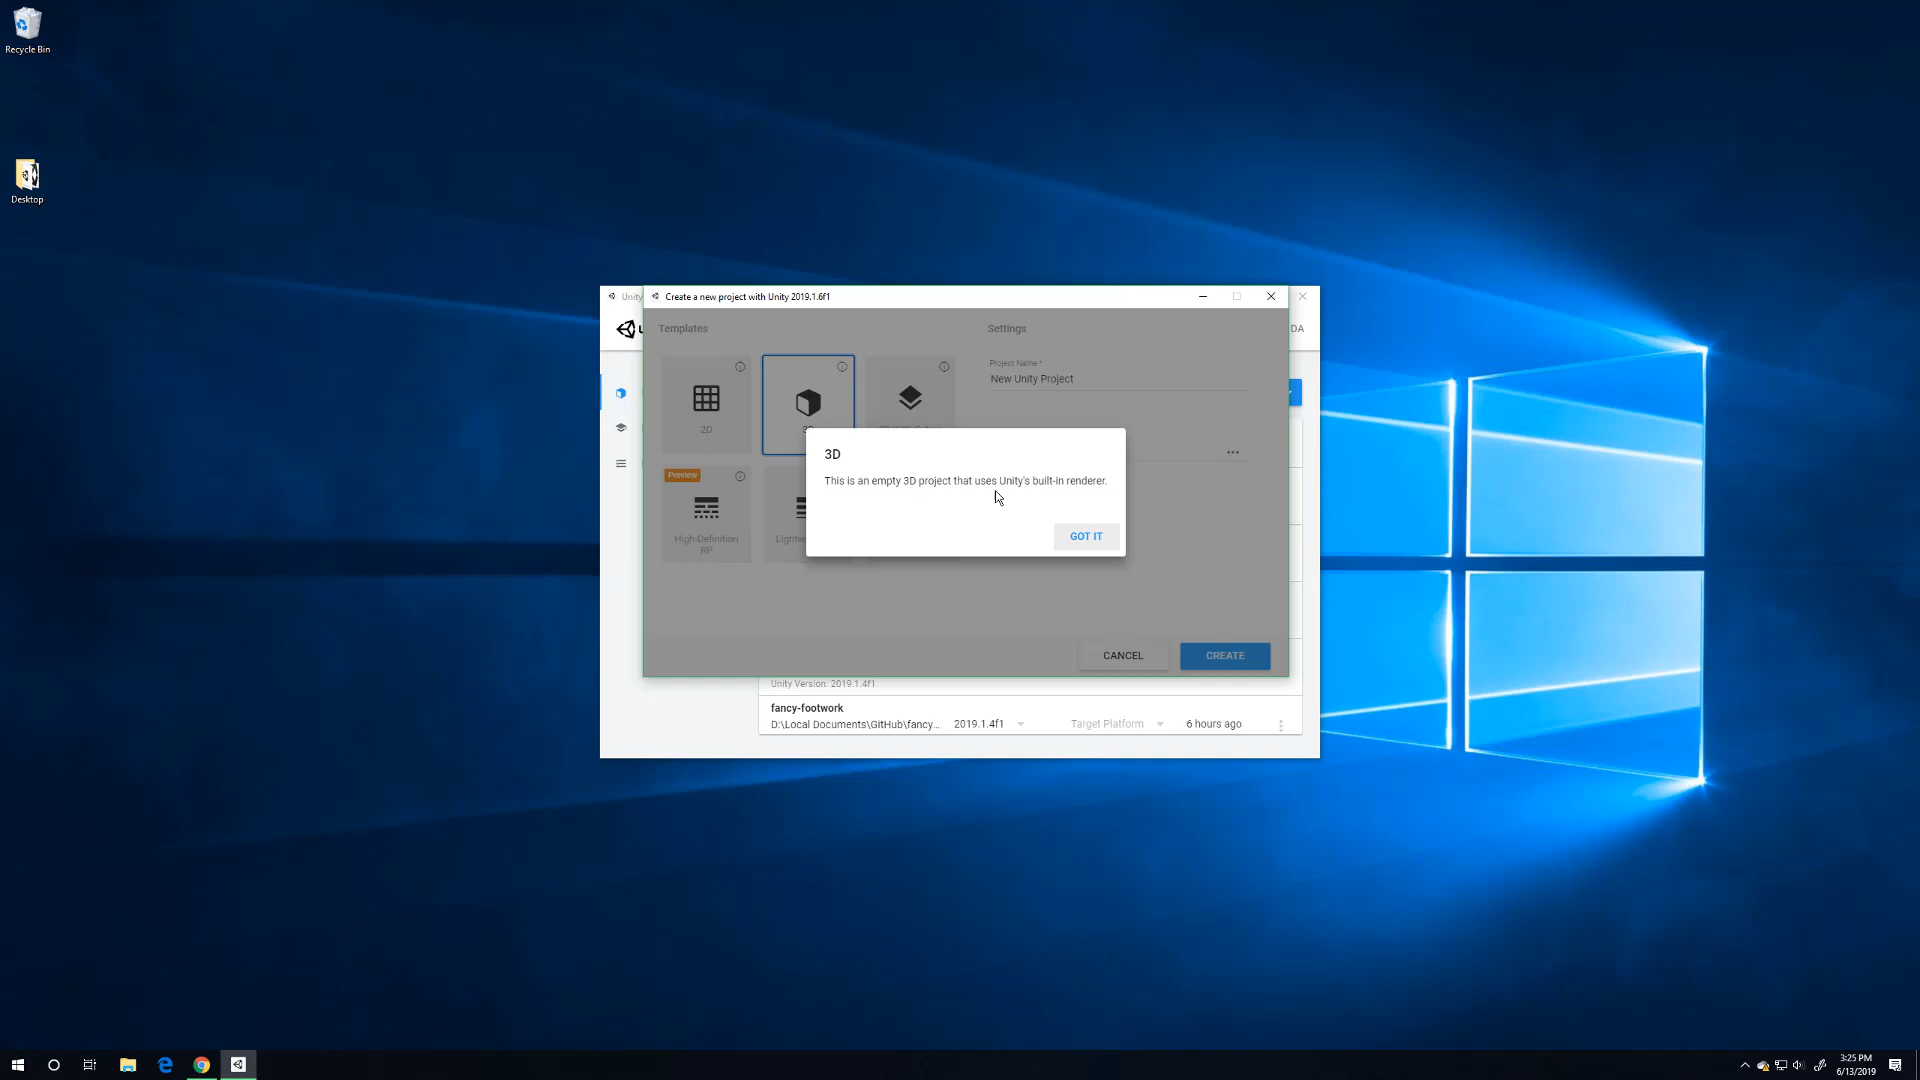 Recycle Bin
Desktop
Unity
Create a new project with Unity 2019.1.6f1
DA
Templates
Settings
Project Name *
New Unity Project
2D
3D
This is an empty 3D project that uses Unity's built-in renderer.
GOT IT
Preview
High-Definition
RP
CANCEL
CREATE
Unity Version: 2019.1.4f1
fancy-footwork
D:\Local Documents\GitHub\fancy... 2019.1.4f1 Target Platform 6 hours ago
3:25 PM
6/13/2019